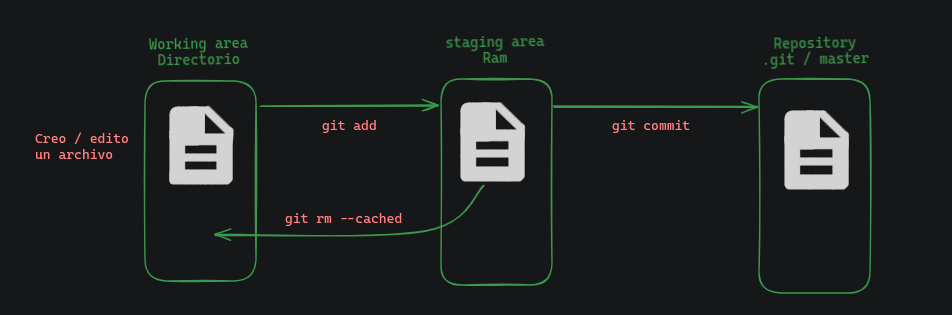 Working area
Directorio
staging area
Ram
Repository
.git / master
git add
git commit
Creo / edito
un archivo
git rm --cached